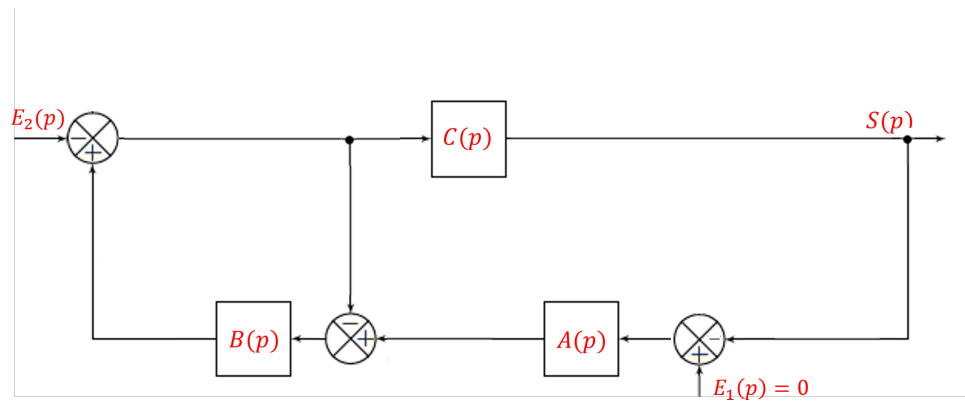 E₂(p)
−
+
C(p)
S(p)
B(p)
−
+
A(p)
−
+
E₁(p) = 0